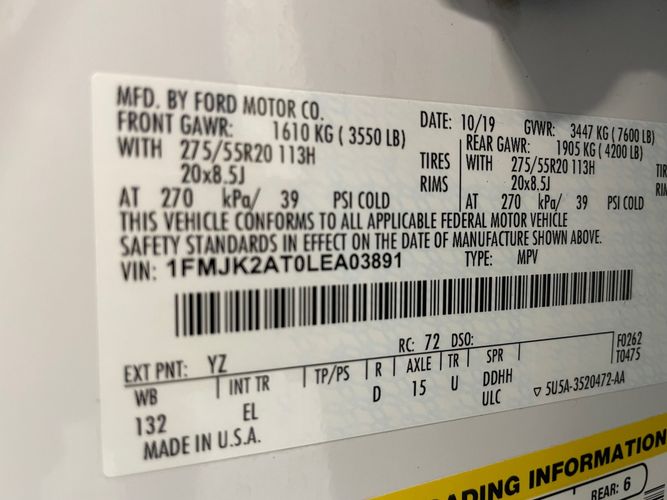 MFD. BY FORD MOTOR CO.
DATE: 10/19 GVWR: 3447 KG ( 7600 LB)
FRONT GAWR: 1610 KG ( 3550 LB) REAR GAWR: 1905 KG ( 4200 LB)
WITH 275/55R20 113H TIRES WITH 275/55R20 113H
20x8.5J RIMS 20x8.5J
AT 270 kPa/ 39 PSI COLD AT 270 kPa/ 39 PSI COLD
THIS VEHICLE CONFORMS TO ALL APPLICABLE FEDERAL MOTOR VEHICLE
SAFETY STANDARDS IN EFFECT ON THE DATE OF MANUFACTURE SHOWN ABOVE.
VIN: 1FMJK2AT0LEA03891 TYPE: MPV
EXT PNT: YZ RC: 72 DSO: F0262
T0475
WB INT TR TP/PS R AXLE TR SPR
132 EL D 15 U DDHH
ULC ▽ 5U5A-3520472-AA
MADE IN U.S.A.
ADING INFORMATION
REAR: 6